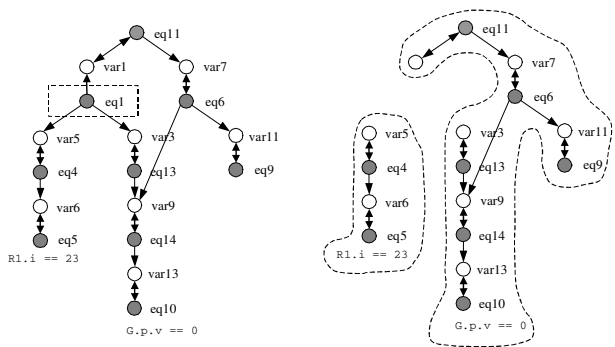 eq11
var1
var7
eq1
eq6
var5
var3
var11
eq4
eq13
eq9
var6
var9
eq5
eq14
R1.i == 23
var13
eq10
G.p.v == 0
eq11
var7
eq6
var5
var3
var11
eq4
eq13
eq9
var6
var9
eq5
eq14
R1.i == 23
var13
eq10
G.p.v == 0